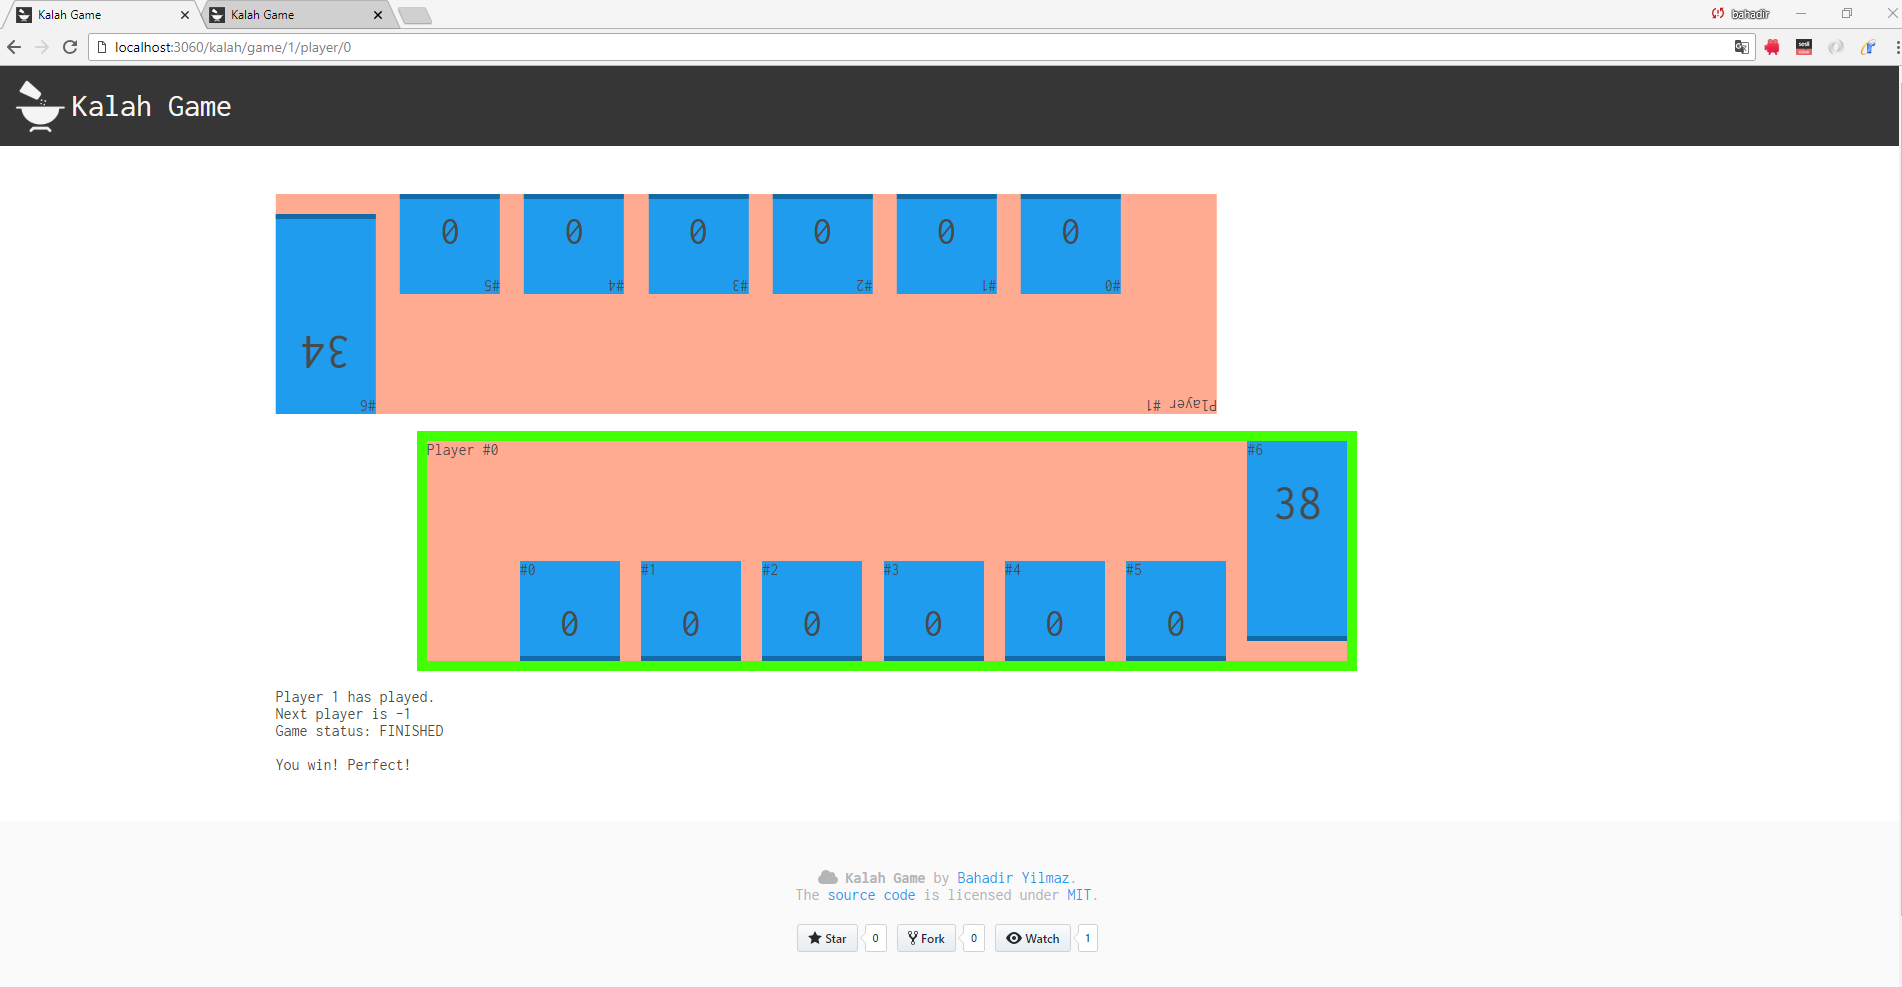 Kalah Game
Kalah Game
bahadir
localhost:3060/kalah/game/1/player/0
Kalah Game
0 0 0 0 0 0
#5 #4 #3 #2 #1 #0
34
#6
Player #1
Player #0
#6
38
#0 #1 #2 #3 #4 #5
0 0 0 0 0 0
Player 1 has played.
Next player is -1
Game status: FINISHED
You win! Perfect!
Kalah Game by Bahadir Yilmaz.
The source code is licensed under MIT.
Star 0 Fork 0 Watch 1